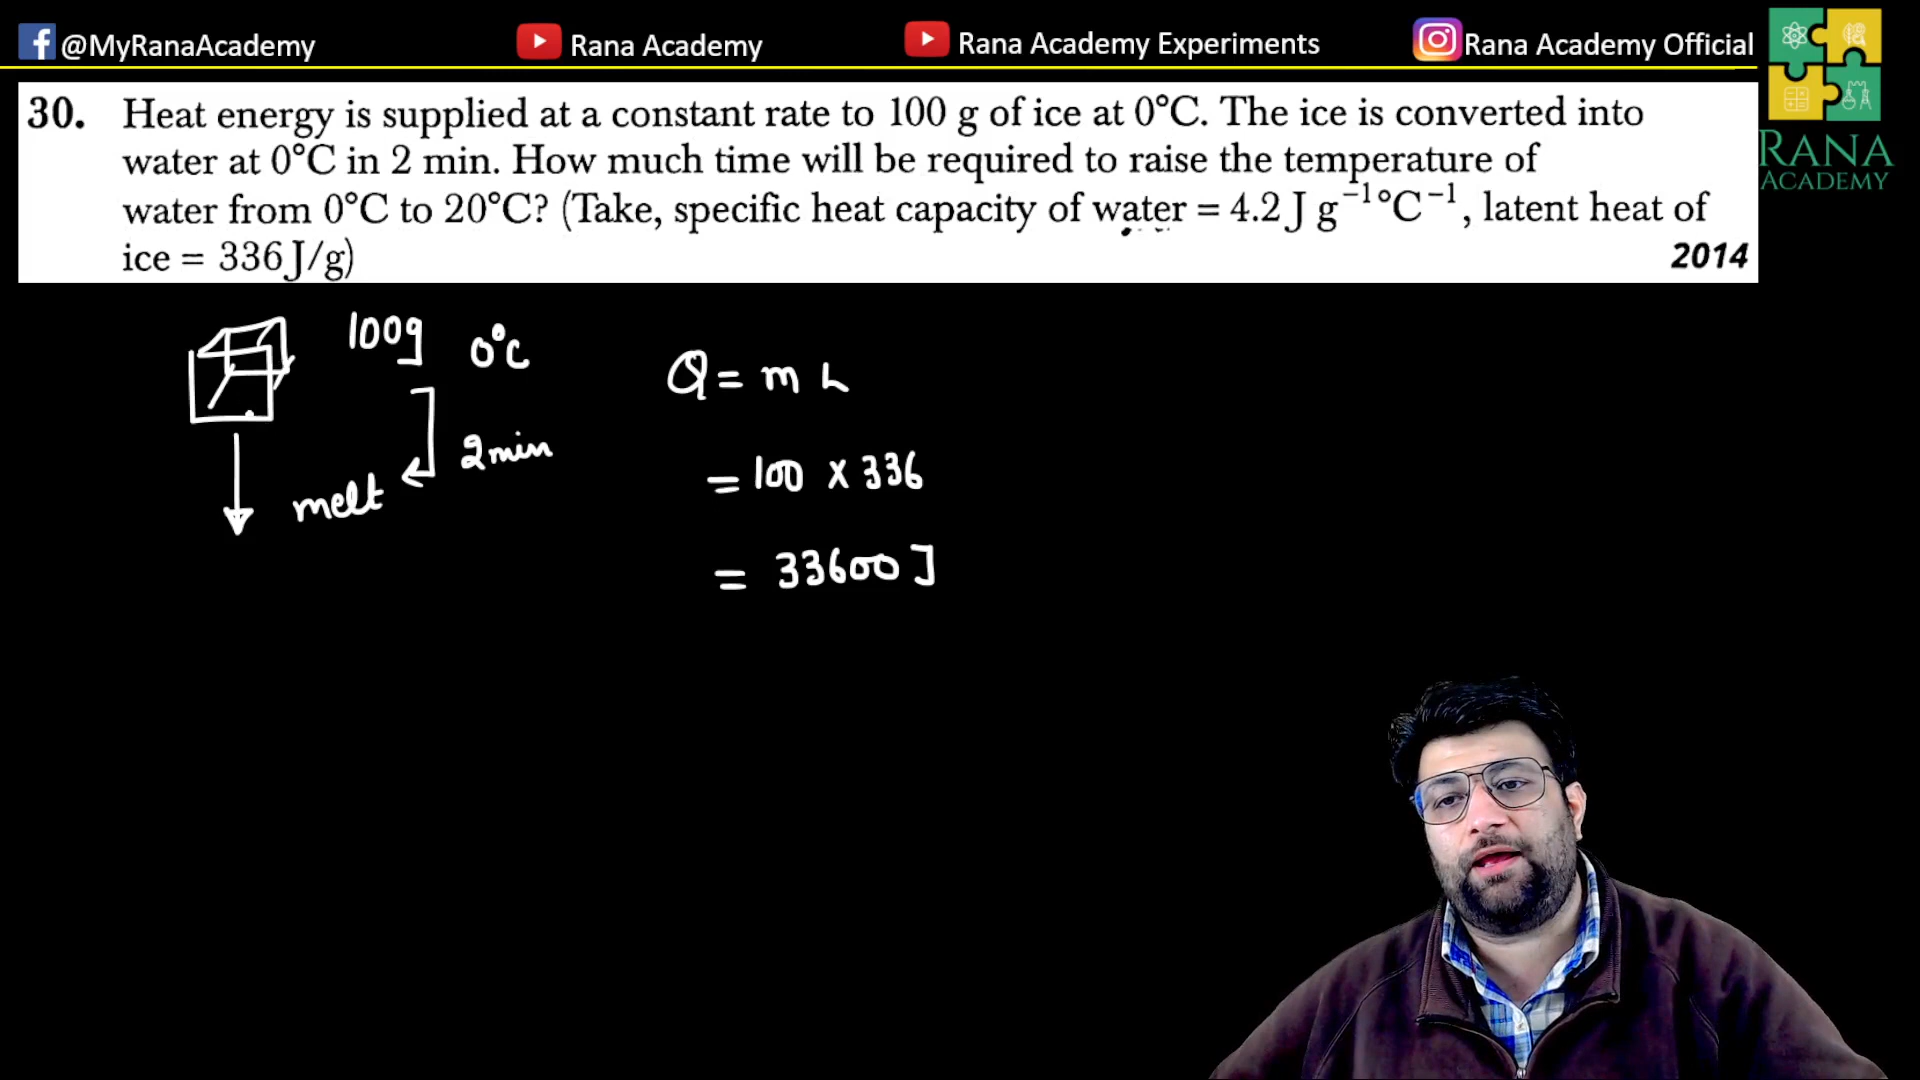 @MyRanaAcademy Rana Academy Rana Academy Experiments Rana Academy Official
RANA
ACADEMY
30. Heat energy is supplied at a constant rate to 100 g of ice at 0°C. The ice is converted into
water at 0°C in 2 min. How much time will be required to raise the temperature of
water from 0°C to 20°C? (Take, specific heat capacity of water = 4.2 J g⁻¹°C⁻¹, latent heat of
ice = 336 J/g) 2014
100g 0°C
2min
melt
Q = m L
= 100 x 336
= 33600 J